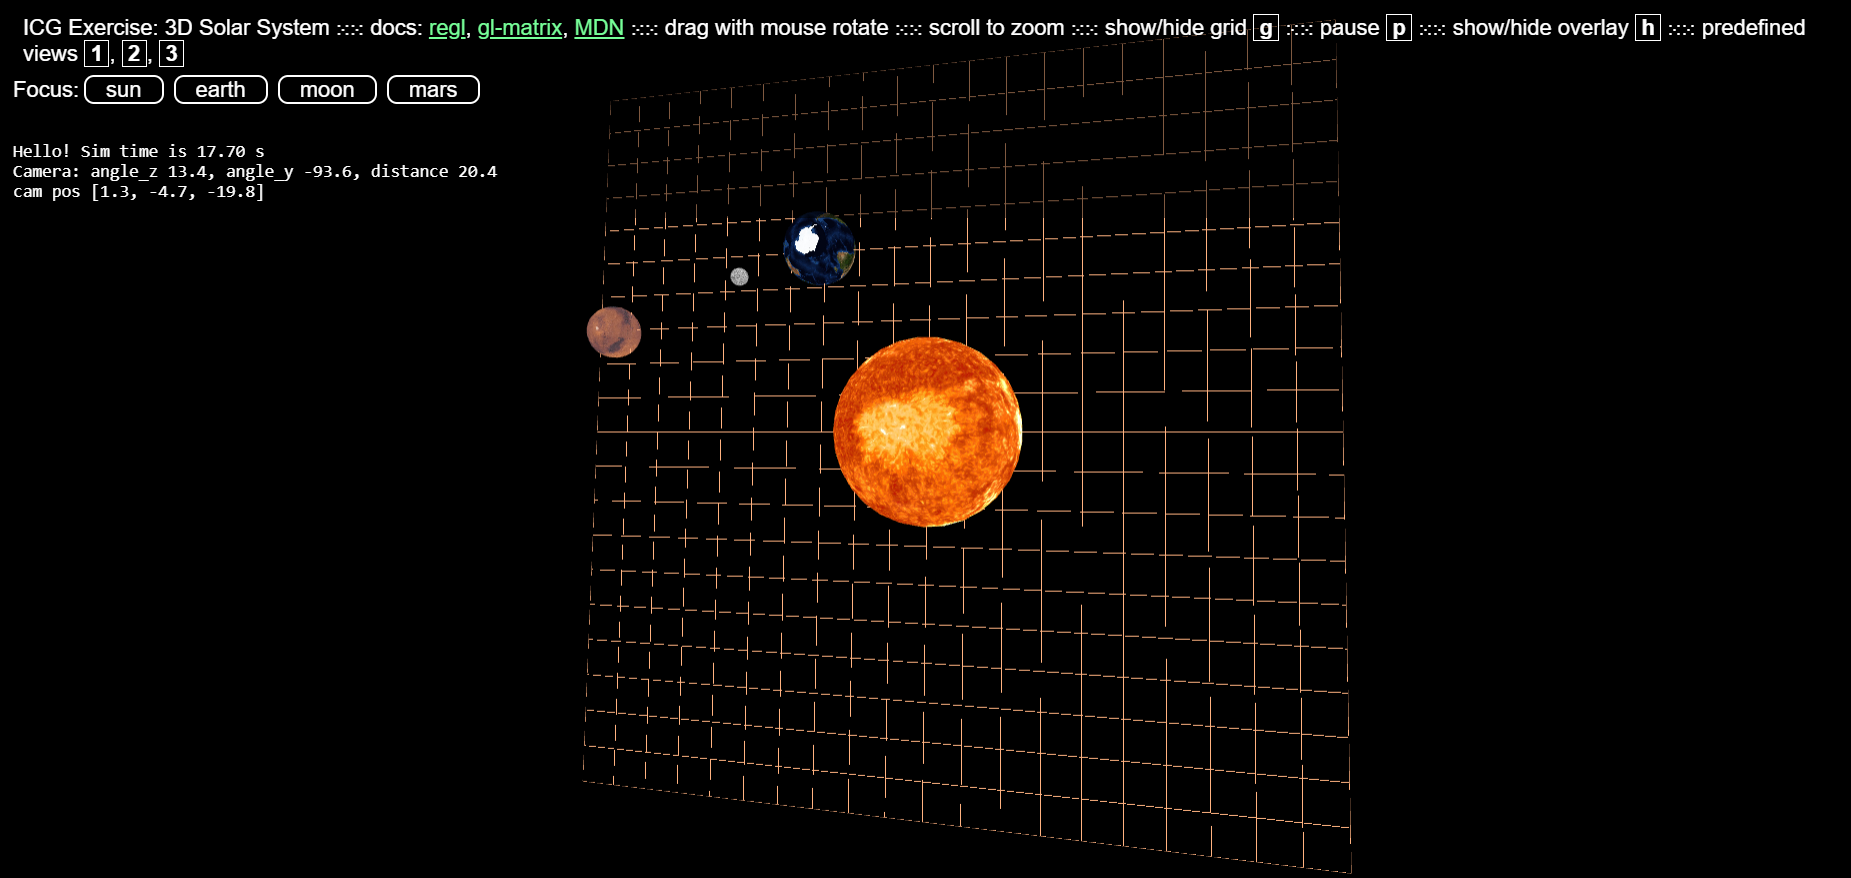 ICG Exercise: 3D Solar System :::: docs: regl, gl-matrix, MDN :::: drag with mouse rotate :::: scroll to zoom :::: show/hide grid g :::: pause p :::: show/hide overlay h :::: predefined
views 1, 2, 3
Focus: sun earth moon mars
Hello! Sim time is 17.70 s
Camera: angle_z 13.4, angle_y -93.6, distance 20.4
cam pos [1.3, -4.7, -19.8]